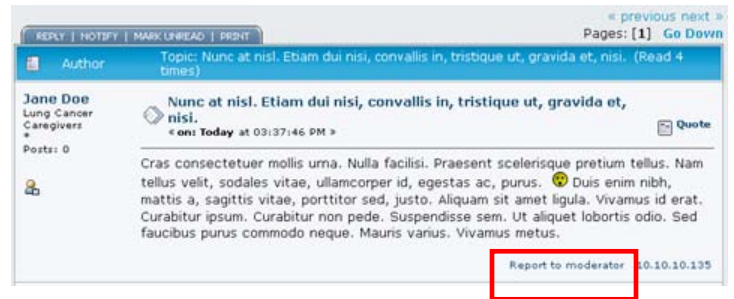 « previous next »
REPLY | NOTIFY | MARK UNREAD | PRINT
Pages: [1] Go Down
Author
Topic: Nunc at nisl. Etiam dui nisi, convallis in, tristique ut, gravida et, nisi. (Read 4
times)
Jane Doe
Lung Cancer
Caregivers
*
Posts: 0
Nunc at nisl. Etiam dui nisi, convallis in, tristique ut, gravida et,
nisi.
« on: Today at 03:37:46 PM »
Quote
Cras consectetuer mollis urna. Nulla facilisi. Praesent scelerisque pretium tellus. Nam
tellus velit, sodales vitae, ullamcorper id, egestas ac, purus. Duis enim nibh,
mattis a, sagittis vitae, porttitor sed, justo. Aliquam sit amet ligula. Vivamus id erat.
Curabitur ipsum. Curabitur non pede. Suspendisse sem. Ut aliquet lobortis odio. Sed
faucibus purus commodo neque. Mauris varius. Vivamus metus.
Report to moderator 10.10.10.135